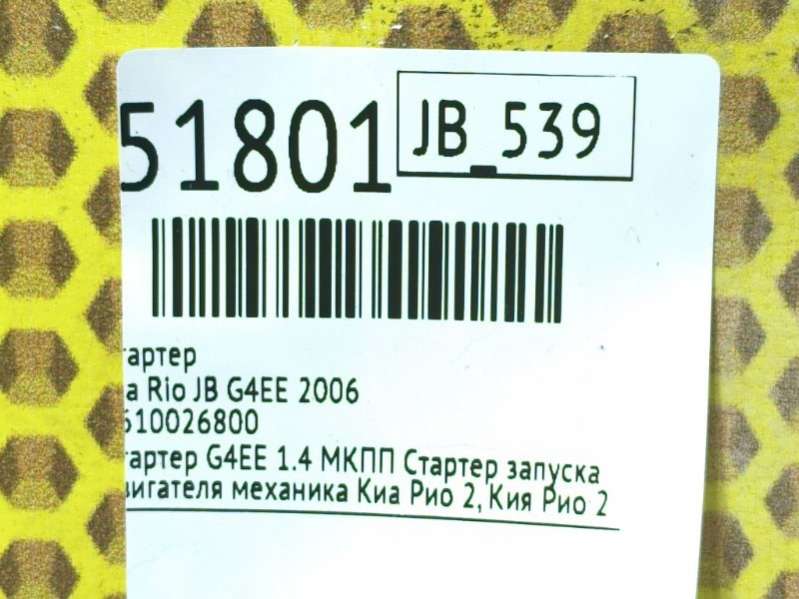 51801 JB_539
тартер
a Rio JB G4EE 2006
610026800
тартер G4EE 1.4 МКПП Стартер запуска
вигателя механика Киа Рио 2, Кия Рио 2